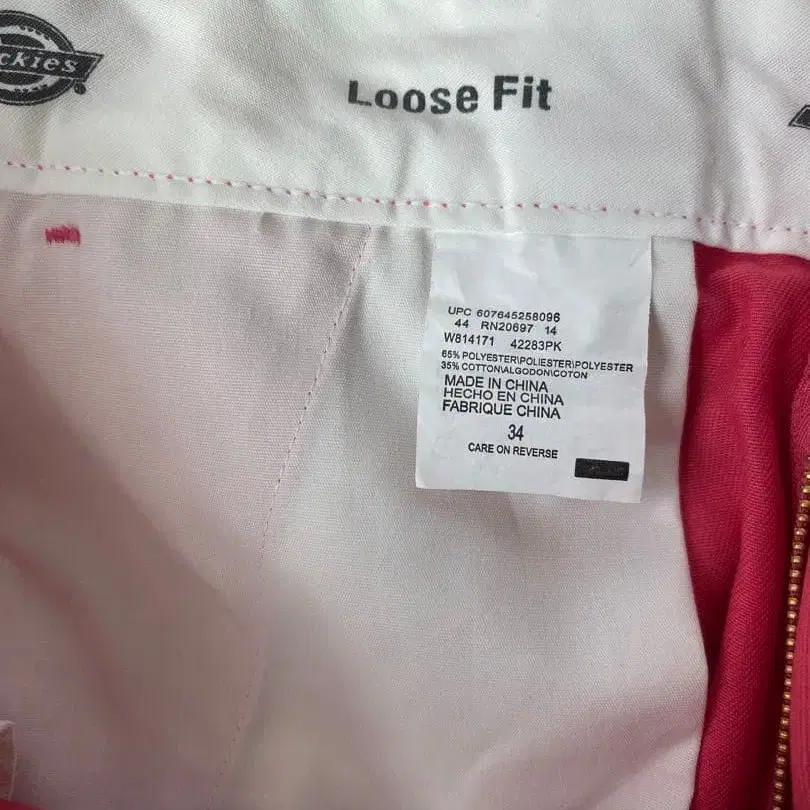 ckies
Loose Fit
UPC 607645258096
44 RN20697 14
W814171 42283PK
65% POLYESTER\POLIESTER\POLYESTER
35% COTTON\ALGODON\COTON
MADE IN CHINA
HECHO EN CHINA
FABRIQUE CHINA
34
CARE ON REVERSE